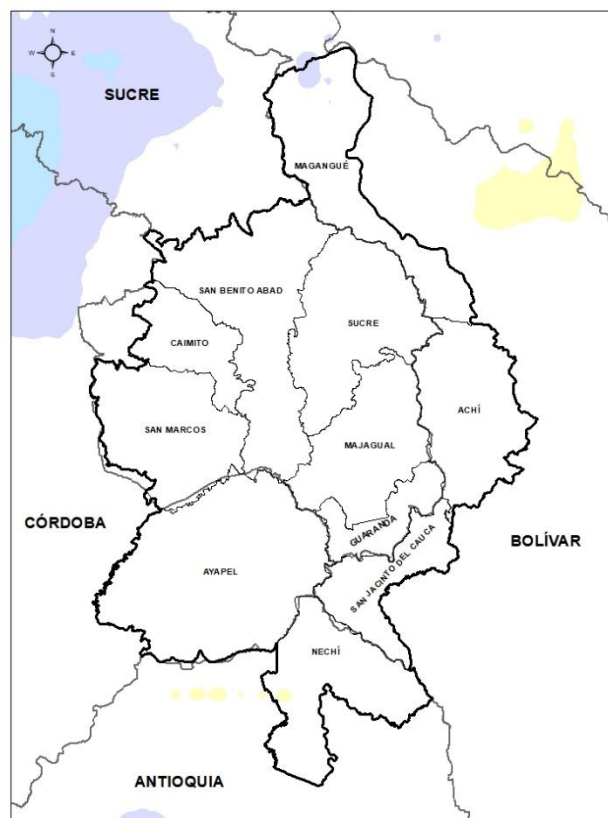 N
W E
S
SUCRE
MAGANGUÉ
SAN BENITO ABAD
SUCRE
CAIMITO
ACHÍ
SAN MARCOS
MAJAGUAL
CÓRDOBA
GUARANDA
BOLÍVAR
SAN JACINTO DEL CAUCA
AYAPEL
NECHÍ
ANTIOQUIA